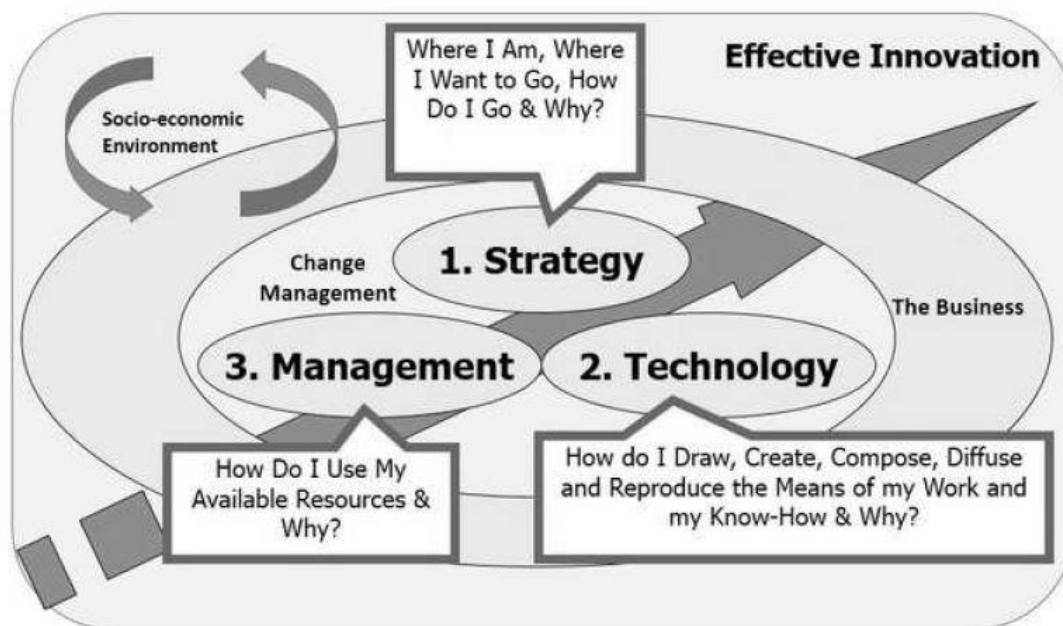 Where I Am, Where
I Want to Go, How
Do I Go & Why?
Effective Innovation
Socio-economic
Environment
1. Strategy
Change
Management
The Business
3. Management
2. Technology
How Do I Use My
Available Resources &
Why?
How do I Draw, Create, Compose, Diffuse
and Reproduce the Means of my Work and
my Know-How & Why?